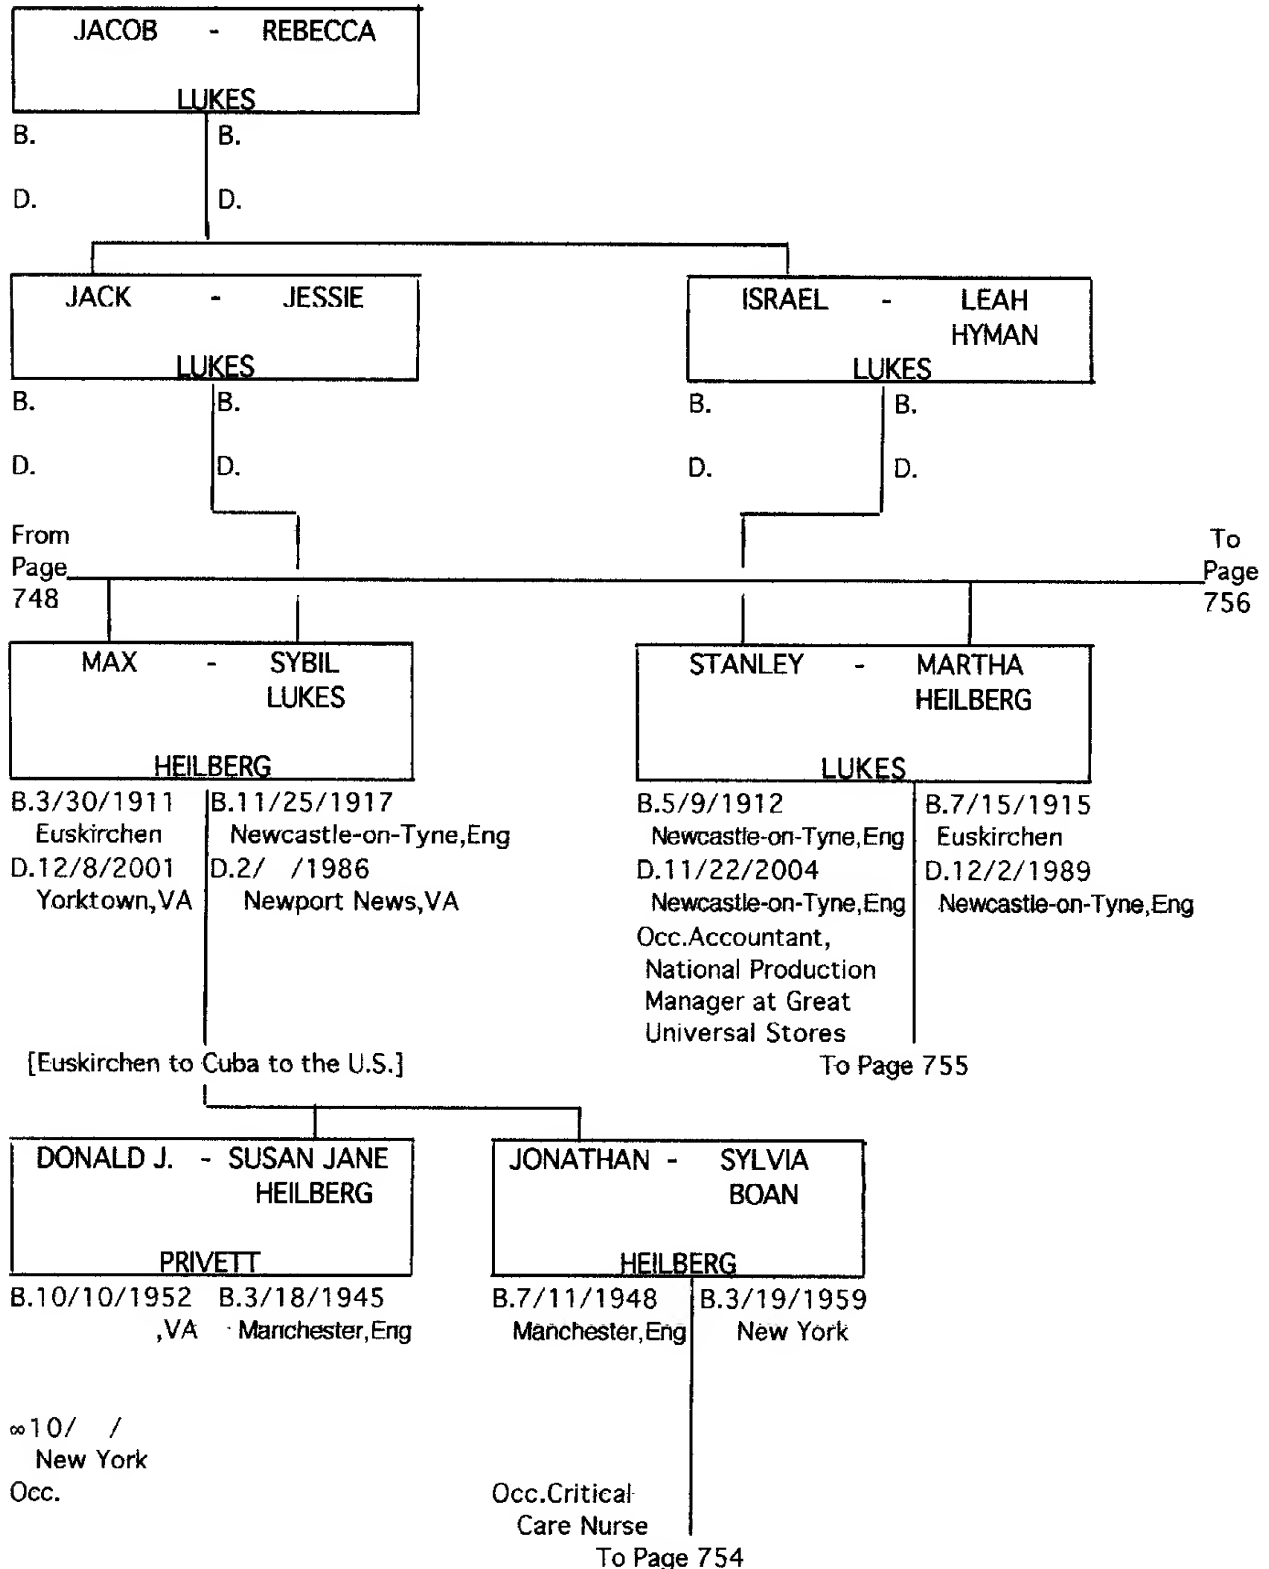 JACOB - REBECCA
LUKES
B. B.
D. D.
JACK - JESSIE
LUKES
B. B.
D. D.
ISRAEL - LEAH
HYMAN
LUKES
B. B.
D. D.
From
Page
748
To
Page
756
MAX - SYBIL
LUKES
HEILBERG
B.3/30/1911 B.11/25/1917
Euskirchen Newcastle-on-Tyne,Eng
D.12/8/2001 D.2/ /1986
Yorktown,VA Newport News,VA
[Euskirchen to Cuba to the U.S.]
STANLEY - MARTHA
HEILBERG
LUKES
B.5/9/1912 B.7/15/1915
Newcastle-on-Tyne,Eng Euskirchen
D.11/22/2004 D.12/2/1989
Newcastle-on-Tyne,Eng Newcastle-on-Tyne,Eng
Occ.Accountant,
National Production
Manager at Great
Universal Stores
To Page 755
DONALD J. - SUSAN JANE
HEILBERG
PRIVETT
B.10/10/1952 B.3/18/1945
,VA Manchester,Eng
∞10/ /
New York
Occ.
JONATHAN - SYLVIA
BOAN
HEILBERG
B.7/11/1948 B.3/19/1959
Manchester,Eng New York
Occ.Critical
Care Nurse
To Page 754